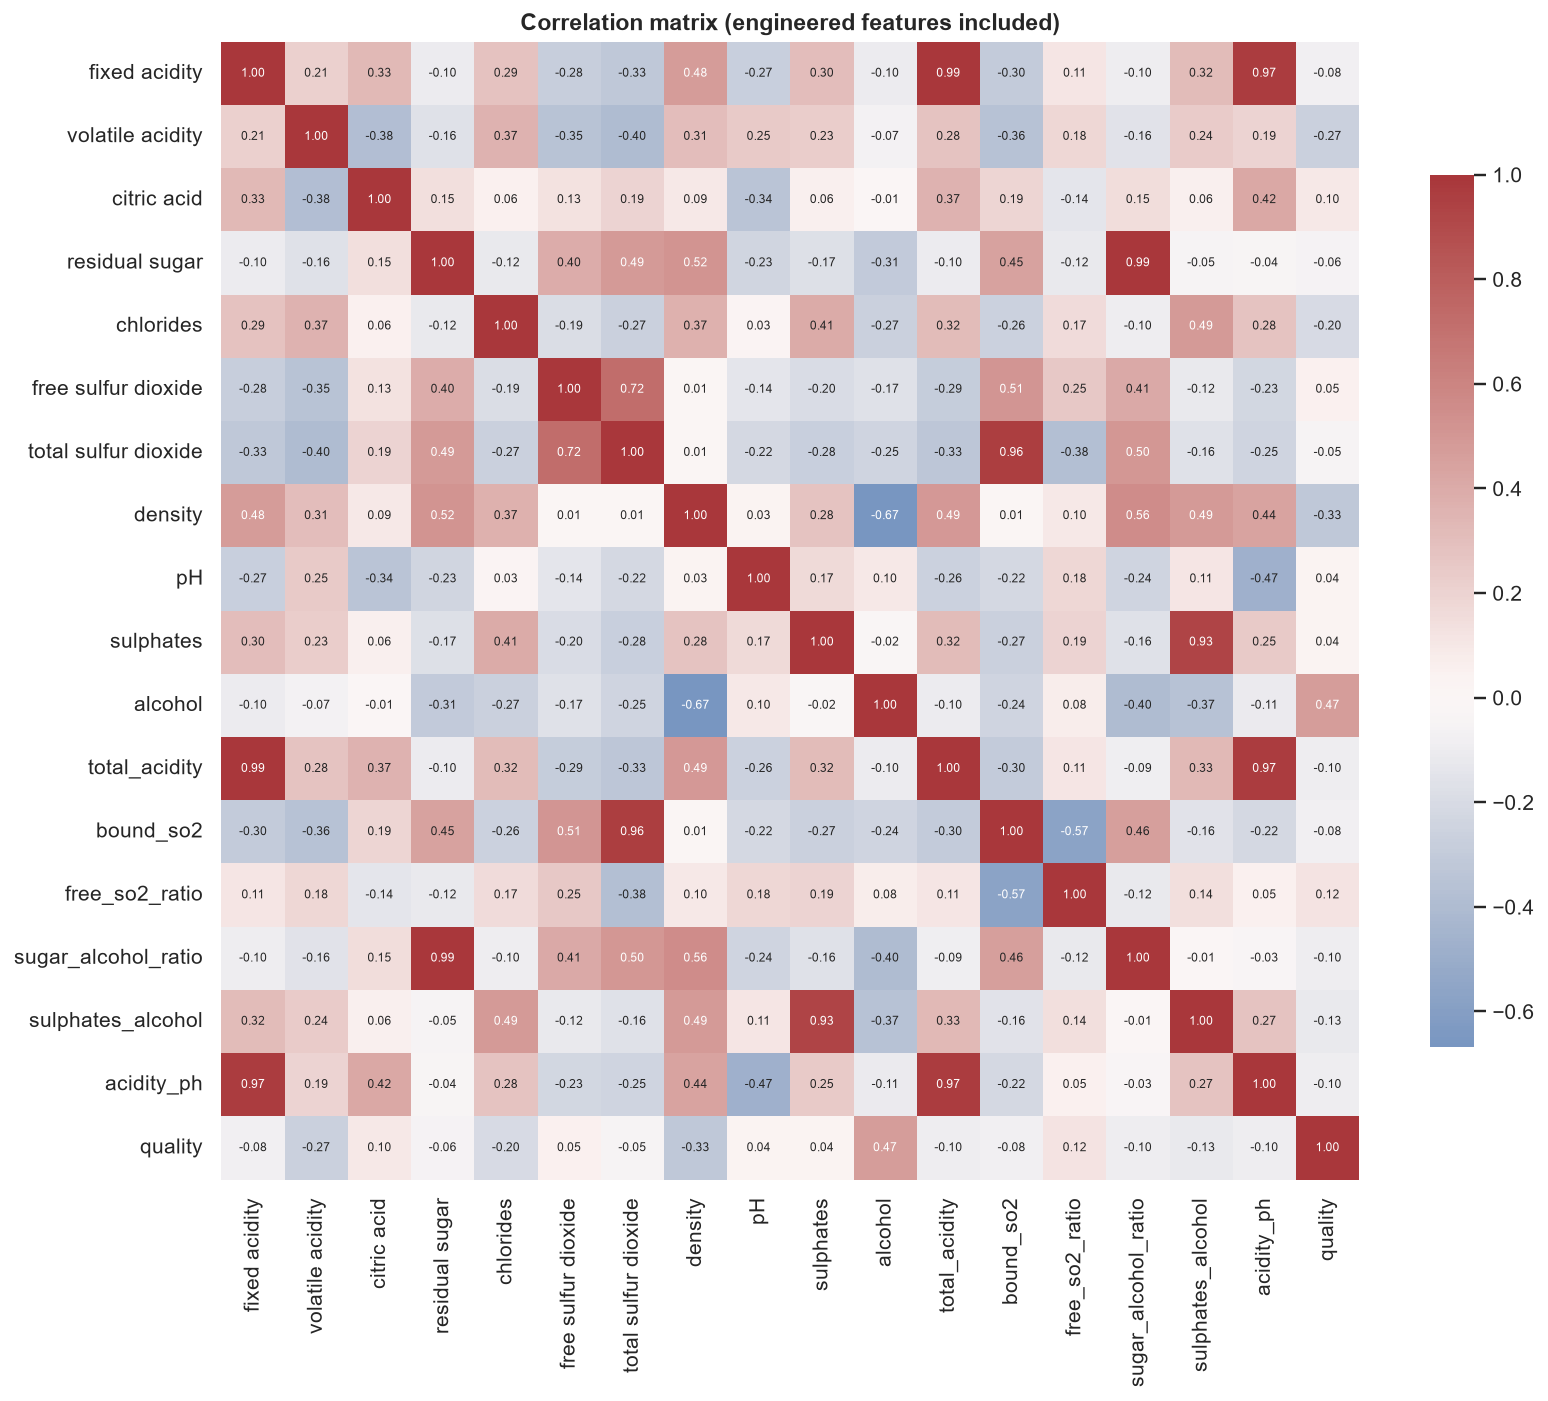 Correlation matrix (engineered features included)
fixed acidity 1.00 0.21 0.33 -0.10 0.29 -0.28 -0.33 0.48 -0.27 0.30 -0.10 0.99 -0.30 0.11 -0.10 0.32 0.97 -0.08
volatile acidity 0.21 1.00 -0.38 -0.16 0.37 -0.35 -0.40 0.31 0.25 0.23 -0.07 0.28 -0.36 0.18 -0.16 0.24 0.19 -0.27
citric acid 0.33 -0.38 1.00 0.15 0.06 0.13 0.19 0.09 -0.34 0.06 -0.01 0.37 0.19 -0.14 0.15 0.06 0.42 0.10
residual sugar -0.10 -0.16 0.15 1.00 -0.12 0.40 0.49 0.52 -0.23 -0.17 -0.31 -0.10 0.45 -0.12 0.99 -0.05 -0.04 -0.06
chlorides 0.29 0.37 0.06 -0.12 1.00 -0.19 -0.27 0.37 0.03 0.41 -0.27 0.32 -0.26 0.17 -0.10 0.49 0.28 -0.20
free sulfur dioxide -0.28 -0.35 0.13 0.40 -0.19 1.00 0.72 0.01 -0.14 -0.20 -0.17 -0.29 0.51 0.25 0.41 -0.12 -0.23 0.05
total sulfur dioxide -0.33 -0.40 0.19 0.49 -0.27 0.72 1.00 0.01 -0.22 -0.28 -0.25 -0.33 0.96 -0.38 0.50 -0.16 -0.25 -0.05
density 0.48 0.31 0.09 0.52 0.37 0.01 0.01 1.00 0.03 0.28 -0.67 0.49 0.01 0.10 0.56 0.49 0.44 -0.33
pH -0.27 0.25 -0.34 -0.23 0.03 -0.14 -0.22 0.03 1.00 0.17 0.10 -0.26 -0.22 0.18 -0.24 0.11 -0.47 0.04
sulphates 0.30 0.23 0.06 -0.17 0.41 -0.20 -0.28 0.28 0.17 1.00 -0.02 0.32 -0.27 0.19 -0.16 0.93 0.25 0.04
alcohol -0.10 -0.07 -0.01 -0.31 -0.27 -0.17 -0.25 -0.67 0.10 -0.02 1.00 -0.10 -0.24 0.08 -0.40 -0.37 -0.11 0.47
total_acidity 0.99 0.28 0.37 -0.10 0.32 -0.29 -0.33 0.49 -0.26 0.32 -0.10 1.00 -0.30 0.11 -0.09 0.33 0.97 -0.10
bound_so2 -0.30 -0.36 0.19 0.45 -0.26 0.51 0.96 0.01 -0.22 -0.27 -0.24 -0.30 1.00 -0.57 0.46 -0.16 -0.22 -0.08
free_so2_ratio 0.11 0.18 -0.14 -0.12 0.17 0.25 -0.38 0.10 0.18 0.19 0.08 0.11 -0.57 1.00 -0.12 0.14 0.05 0.12
sugar_alcohol_ratio -0.10 -0.16 0.15 0.99 -0.10 0.41 0.50 0.56 -0.24 -0.16 -0.40 -0.09 0.46 -0.12 1.00 -0.01 -0.03 -0.10
sulphates_alcohol 0.32 0.24 0.06 -0.05 0.49 -0.12 -0.16 0.49 0.11 0.93 -0.37 0.33 -0.16 0.14 -0.01 1.00 0.27 -0.13
acidity_ph 0.97 0.19 0.42 -0.04 0.28 -0.23 -0.25 0.44 -0.47 0.25 -0.11 0.97 -0.22 0.05 -0.03 0.27 1.00 -0.10
quality -0.08 -0.27 0.10 -0.06 -0.20 0.05 -0.05 -0.33 0.04 0.04 0.47 -0.10 -0.08 0.12 -0.10 -0.13 -0.10 1.00
fixed acidity
volatile acidity
citric acid
residual sugar
chlorides
free sulfur dioxide
total sulfur dioxide
density
pH
sulphates
alcohol
total_acidity
bound_so2
free_so2_ratio
sugar_alcohol_ratio
sulphates_alcohol
acidity_ph
quality
1.0
0.8
0.6
0.4
0.2
0.0
−0.2
−0.4
−0.6